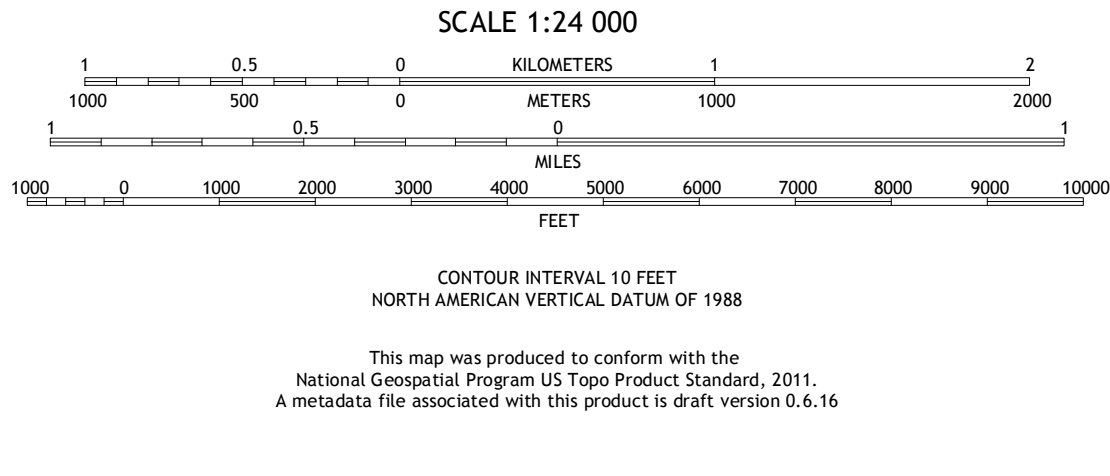 SCALE 1:24 000
1 0.5 0 KILOMETERS 1 2
1000 500 0 METERS 1000 2000
1 0.5 0 1
MILES
1000 0 1000 2000 3000 4000 5000 6000 7000 8000 9000 10000
FEET
CONTOUR INTERVAL 10 FEET
NORTH AMERICAN VERTICAL DATUM OF 1988
This map was produced to conform with the
National Geospatial Program US Topo Product Standard, 2011.
A metadata file associated with this product is draft version 0.6.16